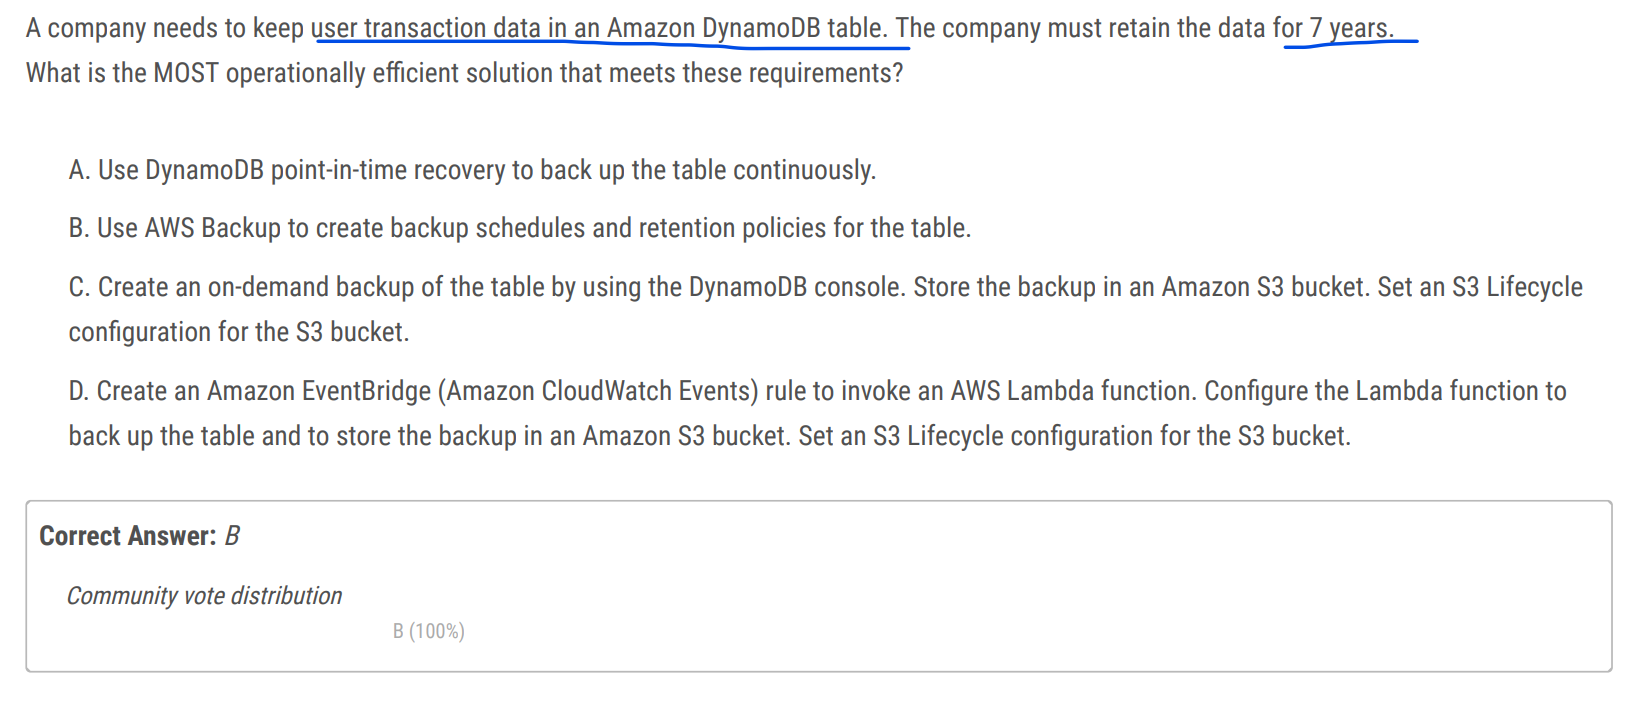 A company needs to keep user transaction data in an Amazon DynamoDB table. The company must retain the data for 7 years.
What is the MOST operationally efficient solution that meets these requirements?
A. Use DynamoDB point-in-time recovery to back up the table continuously.
B. Use AWS Backup to create backup schedules and retention policies for the table.
C. Create an on-demand backup of the table by using the DynamoDB console. Store the backup in an Amazon S3 bucket. Set an S3 Lifecycle
configuration for the S3 bucket.
D. Create an Amazon EventBridge (Amazon CloudWatch Events) rule to invoke an AWS Lambda function. Configure the Lambda function to
back up the table and to store the backup in an Amazon S3 bucket. Set an S3 Lifecycle configuration for the S3 bucket.
Correct Answer: B
Community vote distribution
B (100%)